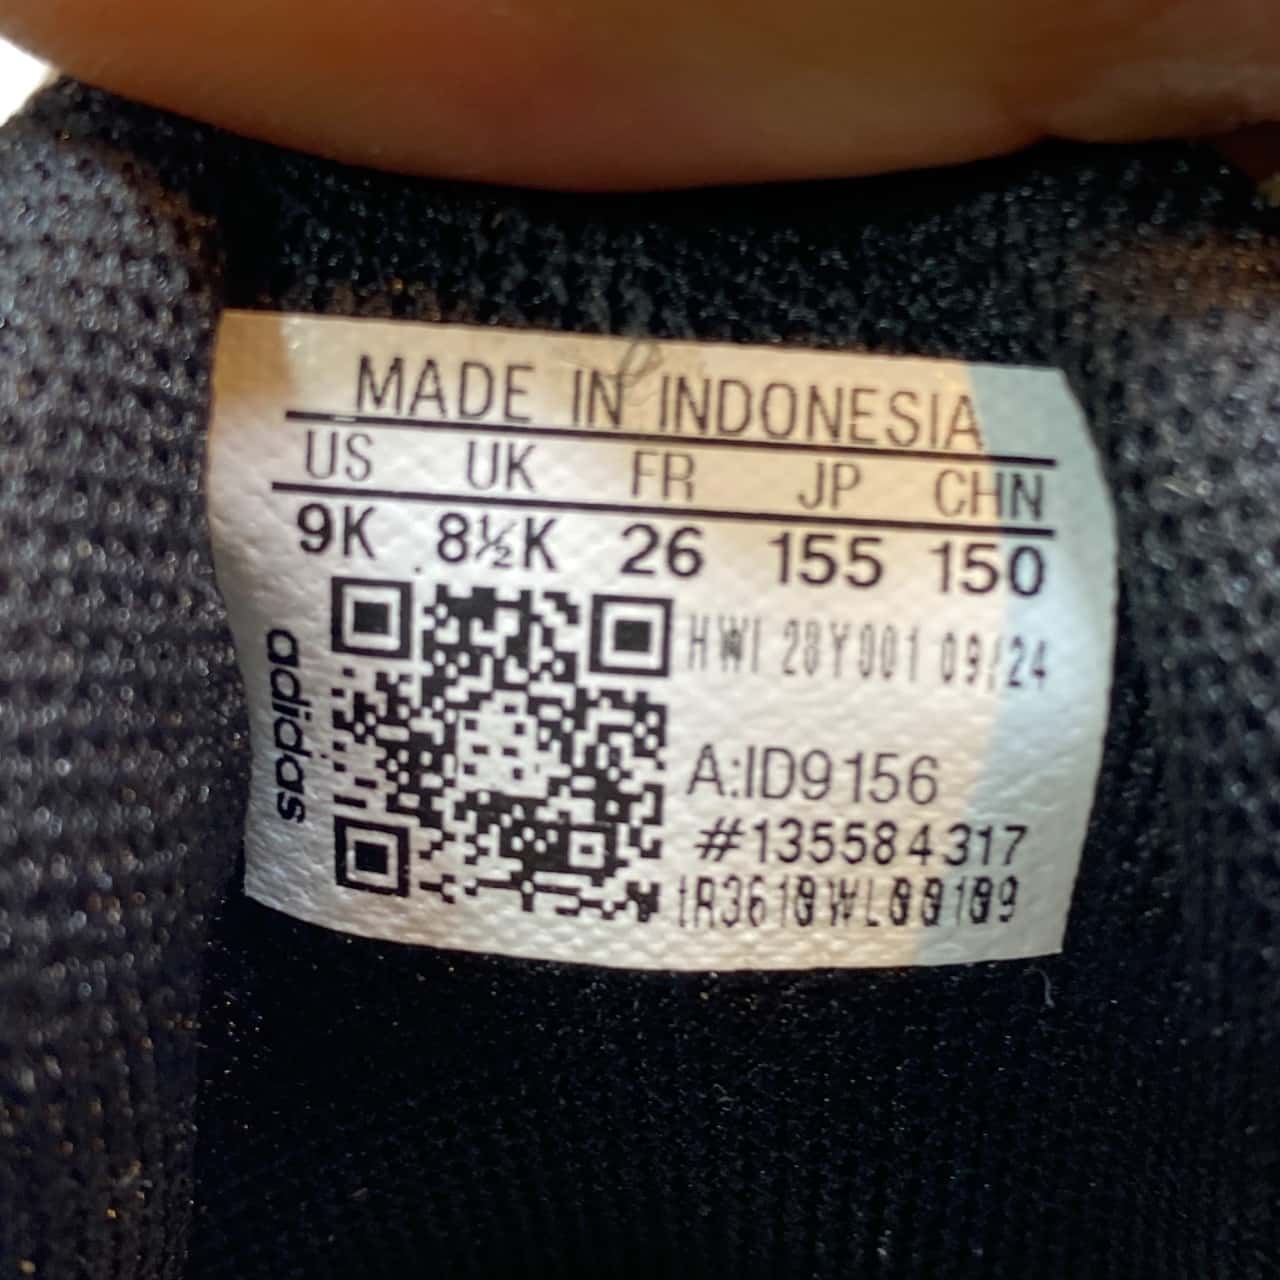 MADE IN INDONESIA
US UK FR JP CHN
9K 8½K 26 155 150
HWI 28Y001 09/24
adidas
A:ID9156
#135584317